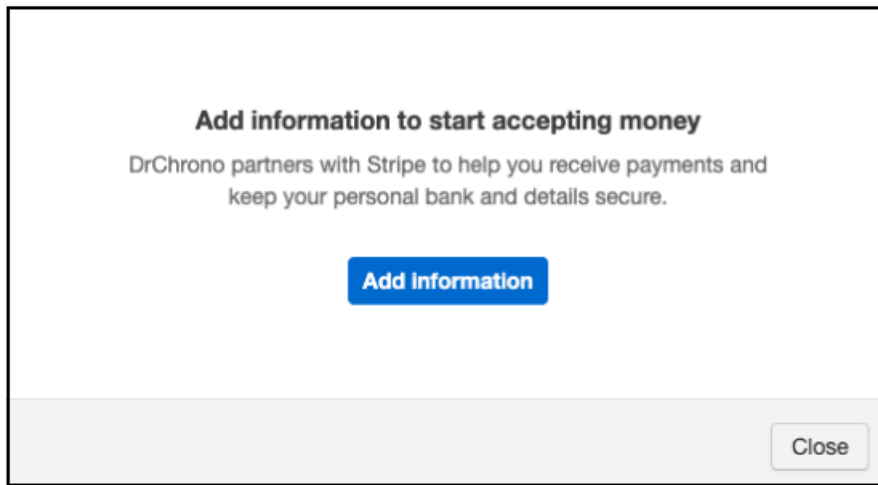 Add information to start accepting money
DrChrono partners with Stripe to help you receive payments and
keep your personal bank and details secure.
Add information
Close